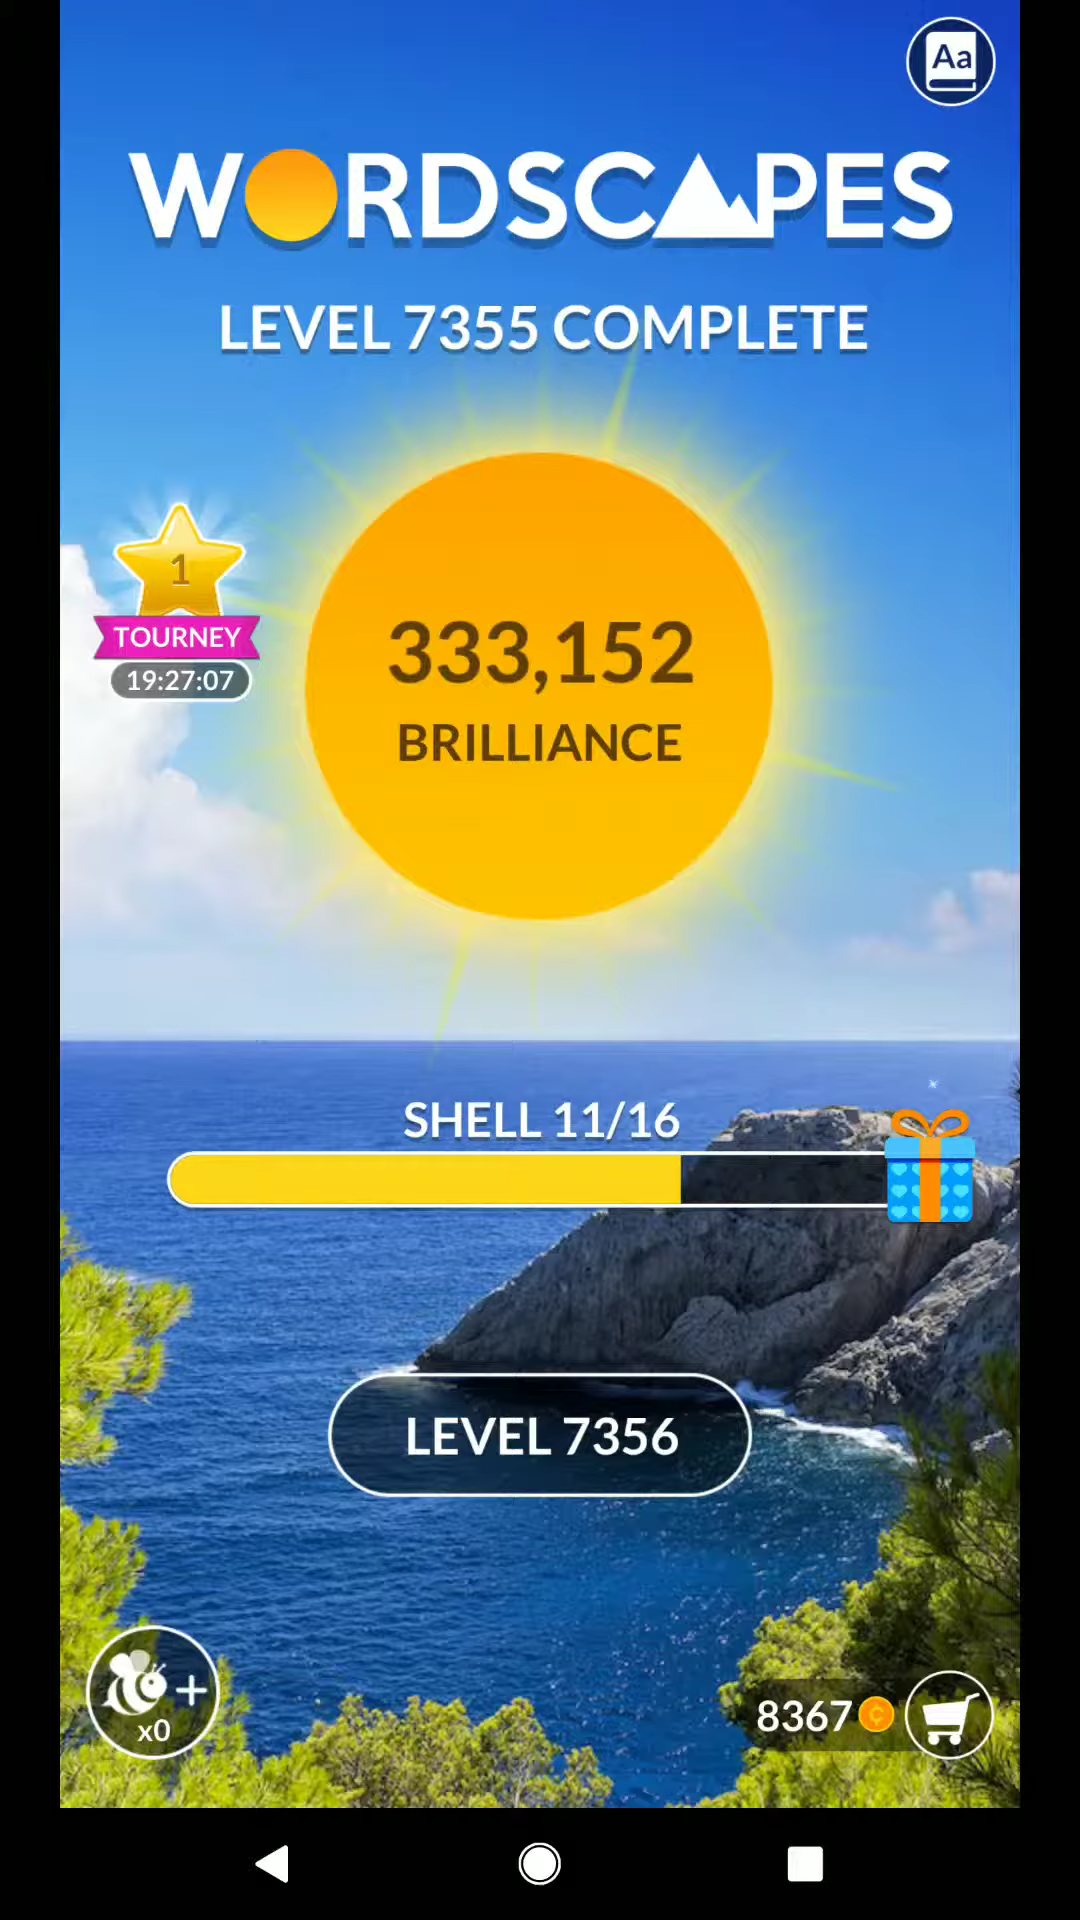 Aa
WORDSCAPES
LEVEL 7355 COMPLETE
1
TOURNEY
19:27:07
333,152
BRILLIANCE
SHELL 11/16
LEVEL 7356
x0
8367